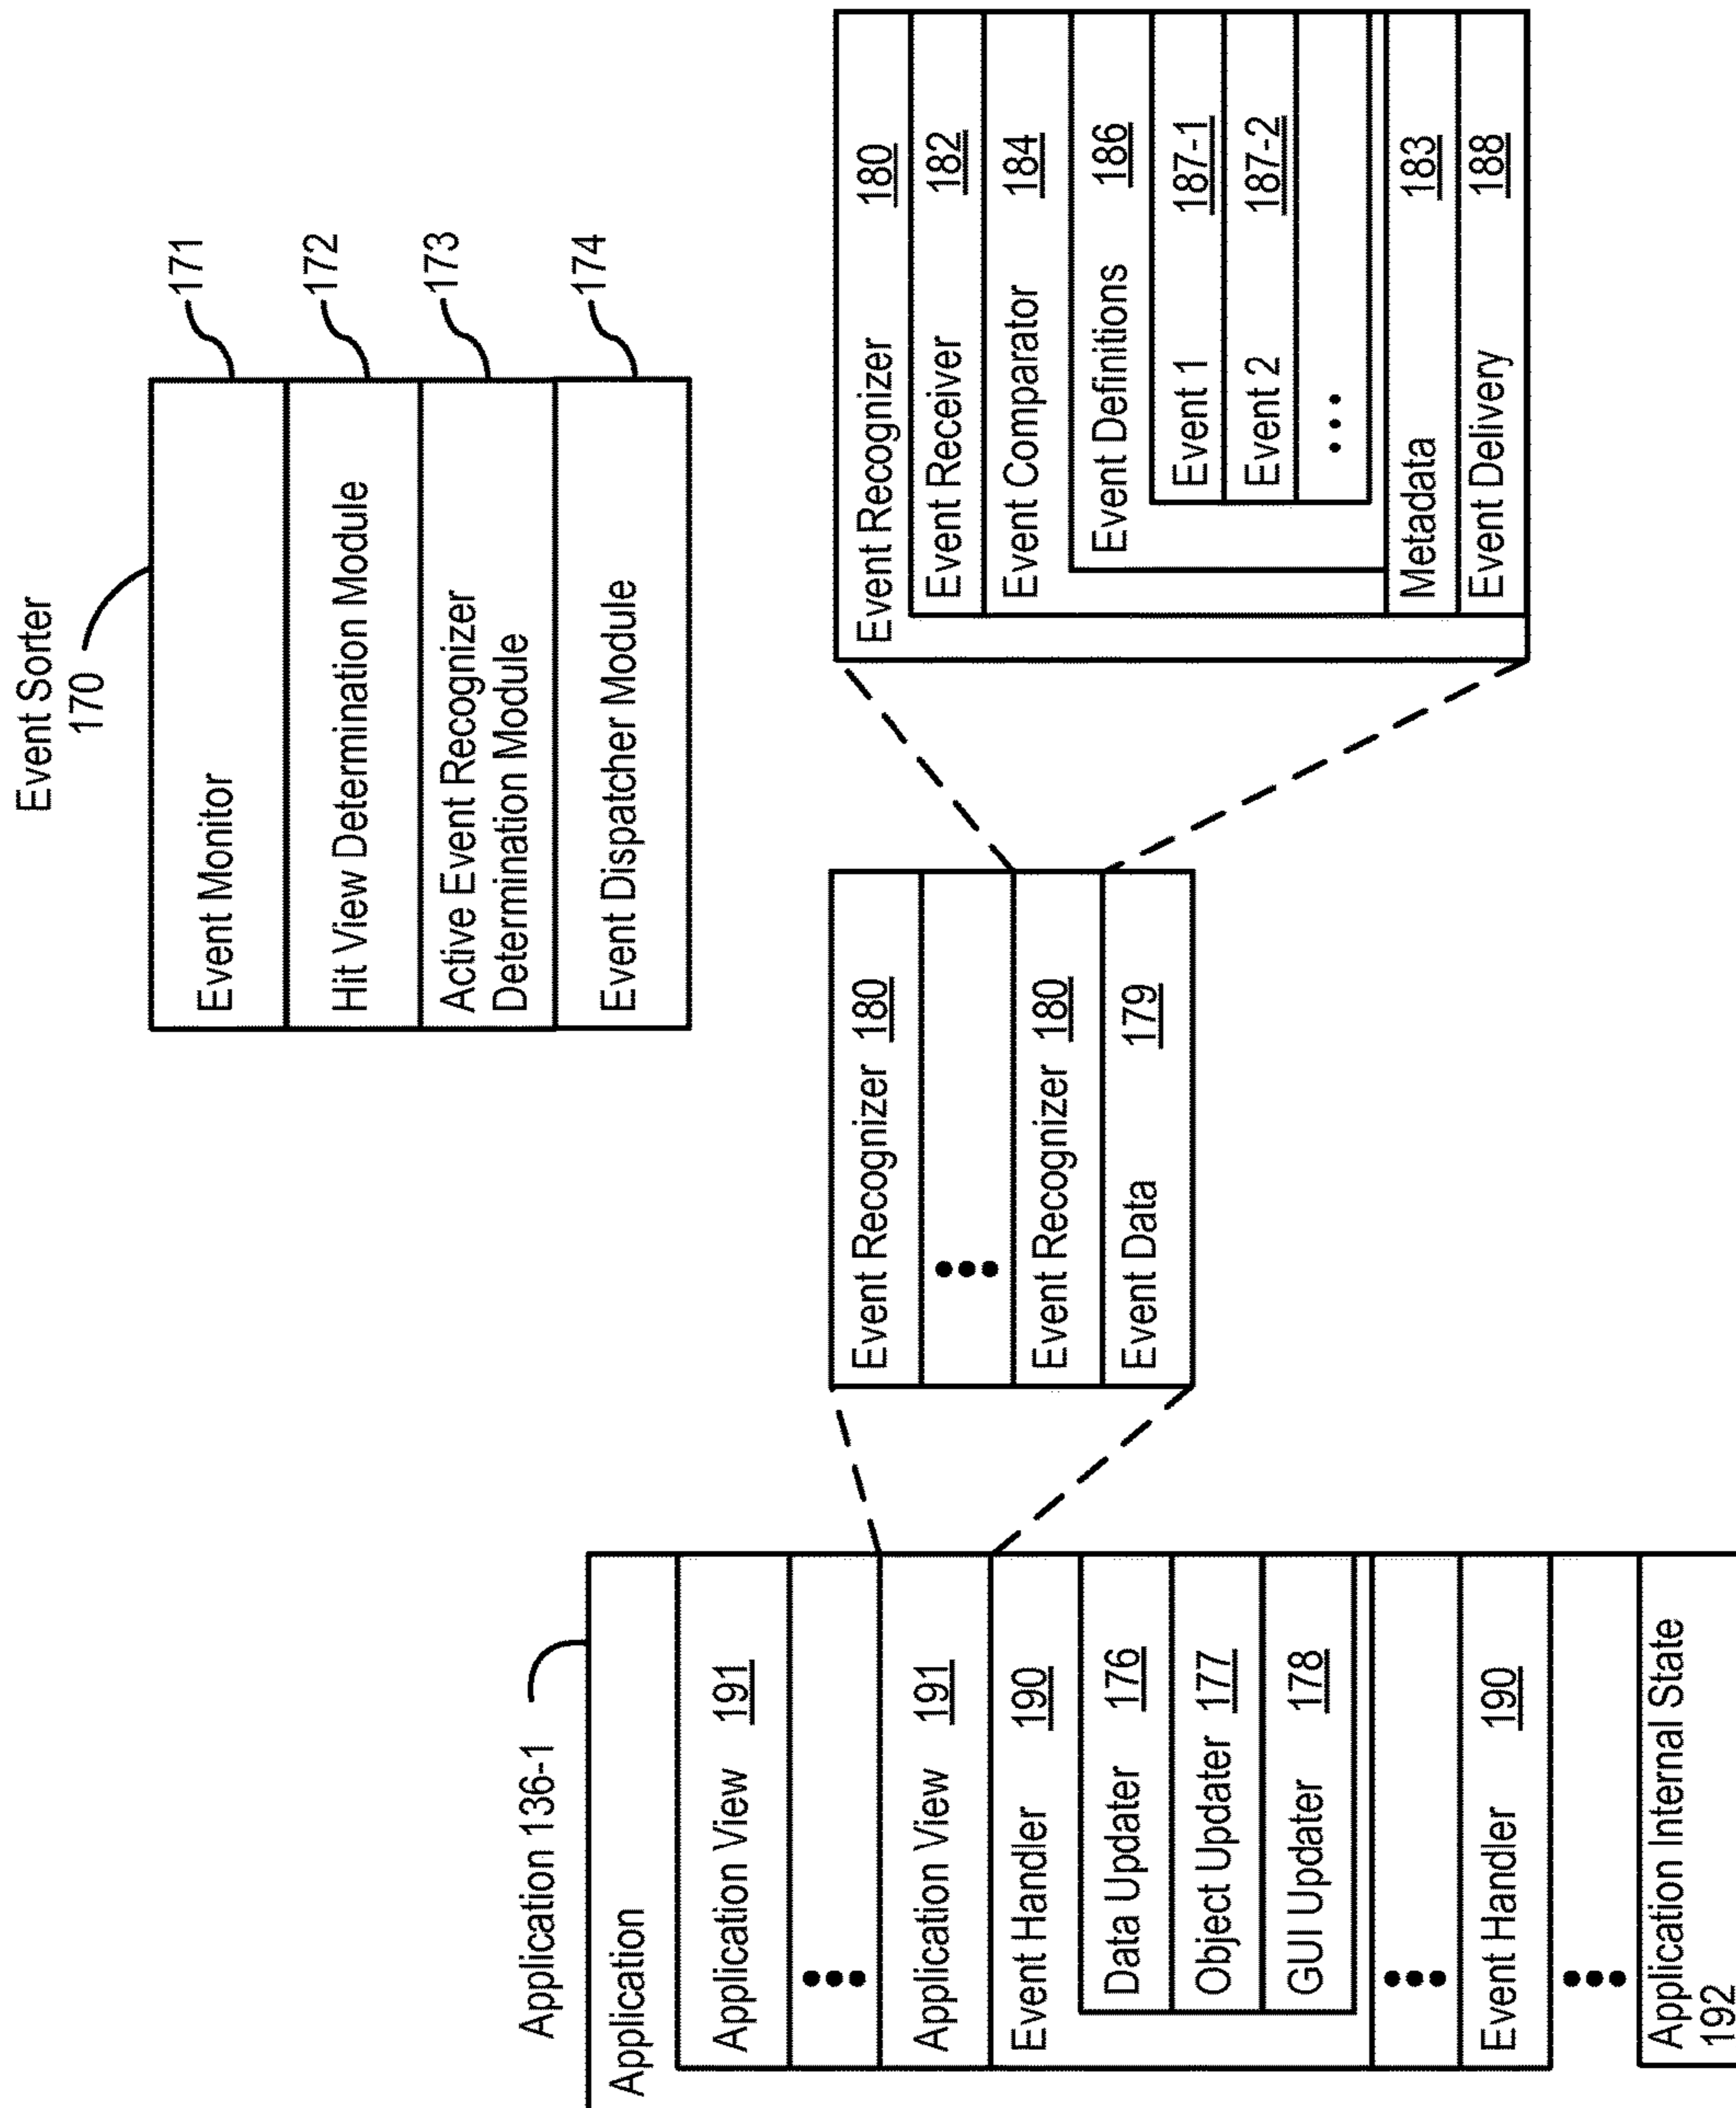 Event Sorter
170
Event Monitor
171
Hit View Determination Module
172
Active Event Recognizer
Determination Module
173
Event Dispatcher Module
174
Application 136-1
Application
Application View 191
•••
Application View 191
Event Handler 190
Data Updater 176
Object Updater 177
GUI Updater 178
•••
Event Handler 190
•••
Application Internal State
192
Event Recognizer 180
•••
Event Recognizer 180
Event Data 179
Event Recognizer 180
Event Receiver 182
Event Comparator 184
Event Definitions 186
Event 1 187-1
Event 2 187-2
•••
Metadata 183
Event Delivery 188